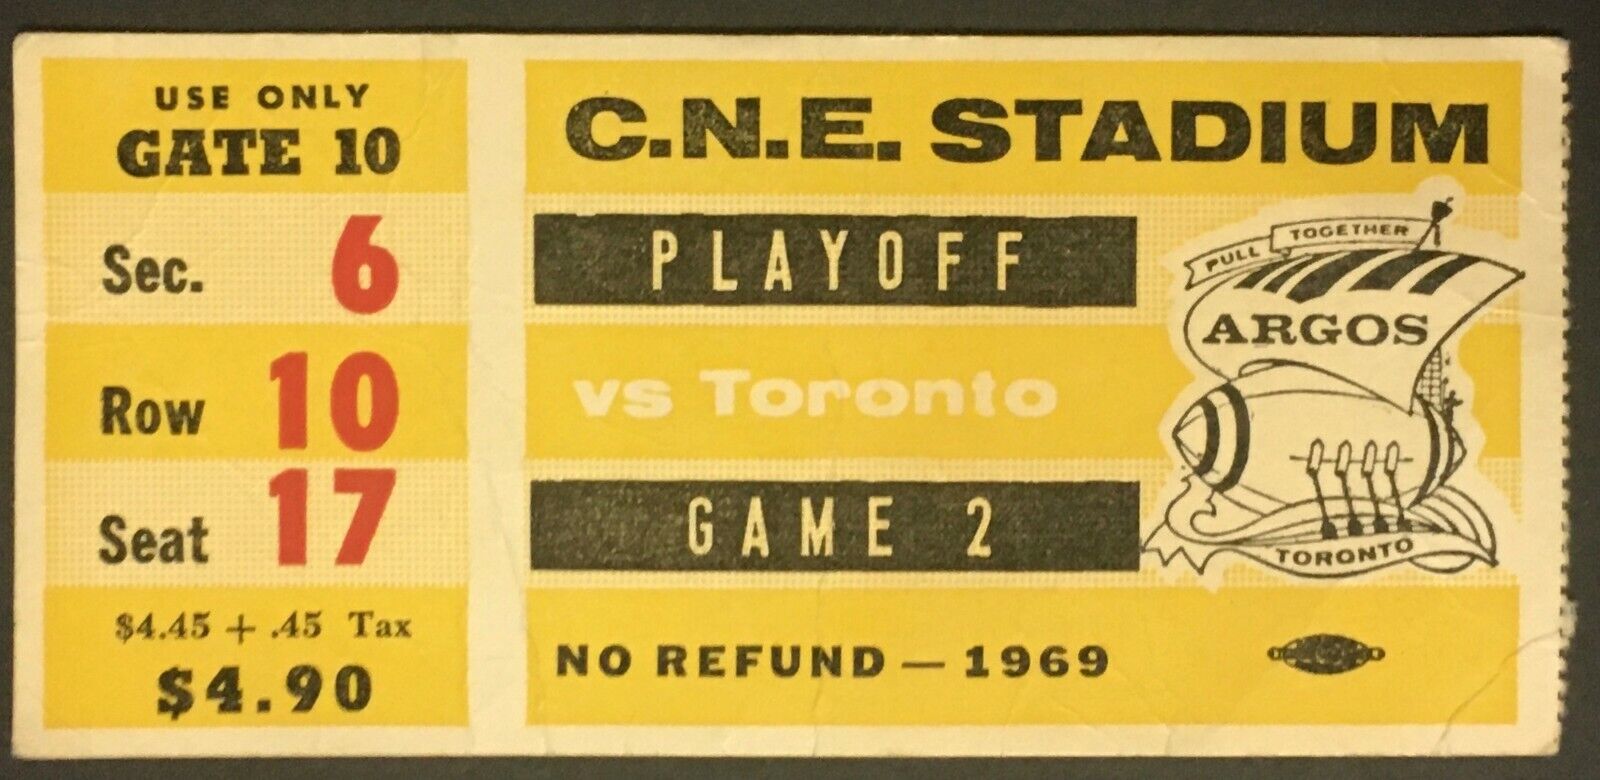 USE ONLY
GATE 10
Sec. 6
Row 10
Seat 17
$4.45 + .45 Tax
$4.90
C.N.E. STADIUM
PLAYOFF
vs Toronto
GAME 2
NO REFUND — 1969
PULL TOGETHER
ARGOS
TORONTO